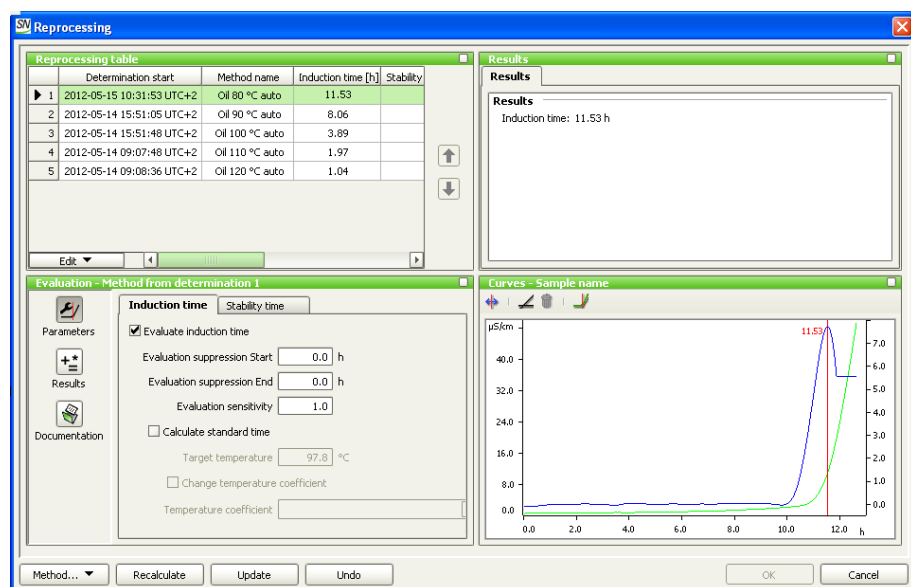 SN Reprocessing
Reprocessing table
Determination start Method name Induction time [h] Stability
1 2012-05-15 10:31:53 UTC+2 Oil 80 °C auto 11.53
2 2012-05-14 15:51:05 UTC+2 Oil 90 °C auto 8.06
3 2012-05-14 15:51:48 UTC+2 Oil 100 °C auto 3.89
4 2012-05-14 09:07:48 UTC+2 Oil 110 °C auto 1.97
5 2012-05-14 09:08:36 UTC+2 Oil 120 °C auto 1.04
Edit
Results
Results
Results
Induction time: 11.53 h
Evaluation - Method from determination 1
Parameters
Results
Documentation
Induction time Stability time
Evaluate induction time
Evaluation suppression Start 0.0 h
Evaluation suppression End 0.0 h
Evaluation sensitivity 1.0
Calculate standard time
Target temperature 97.8 °C
Change temperature coefficient
Temperature coefficient
Curves - Sample name
µS/cm
11.53
40.0
32.0
24.0
16.0
8.0
0.0
7.0
6.0
5.0
4.0
3.0
2.0
1.0
0.0
0.0 2.0 4.0 6.0 8.0 10.0 12.0 h
Method... Recalculate Update Undo OK Cancel